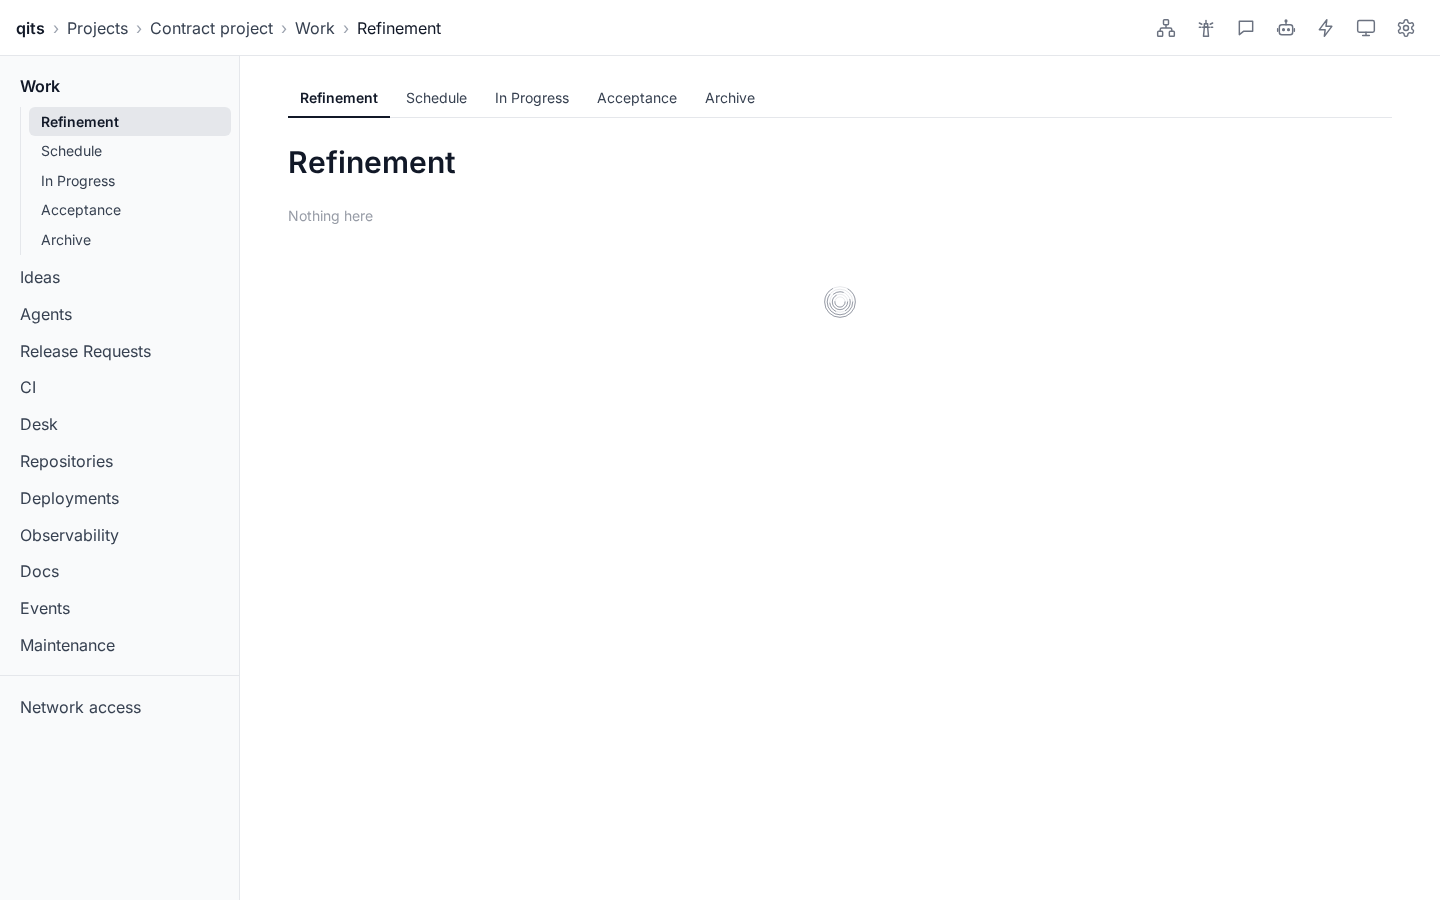 qits › Projects › Contract project › Work › Refinement
Work
Refinement
Schedule
In Progress
Acceptance
Archive
Ideas
Agents
Release Requests
CI
Desk
Repositories
Deployments
Observability
Docs
Events
Maintenance
Network access
Refinement Schedule In Progress Acceptance Archive
Refinement
Nothing here